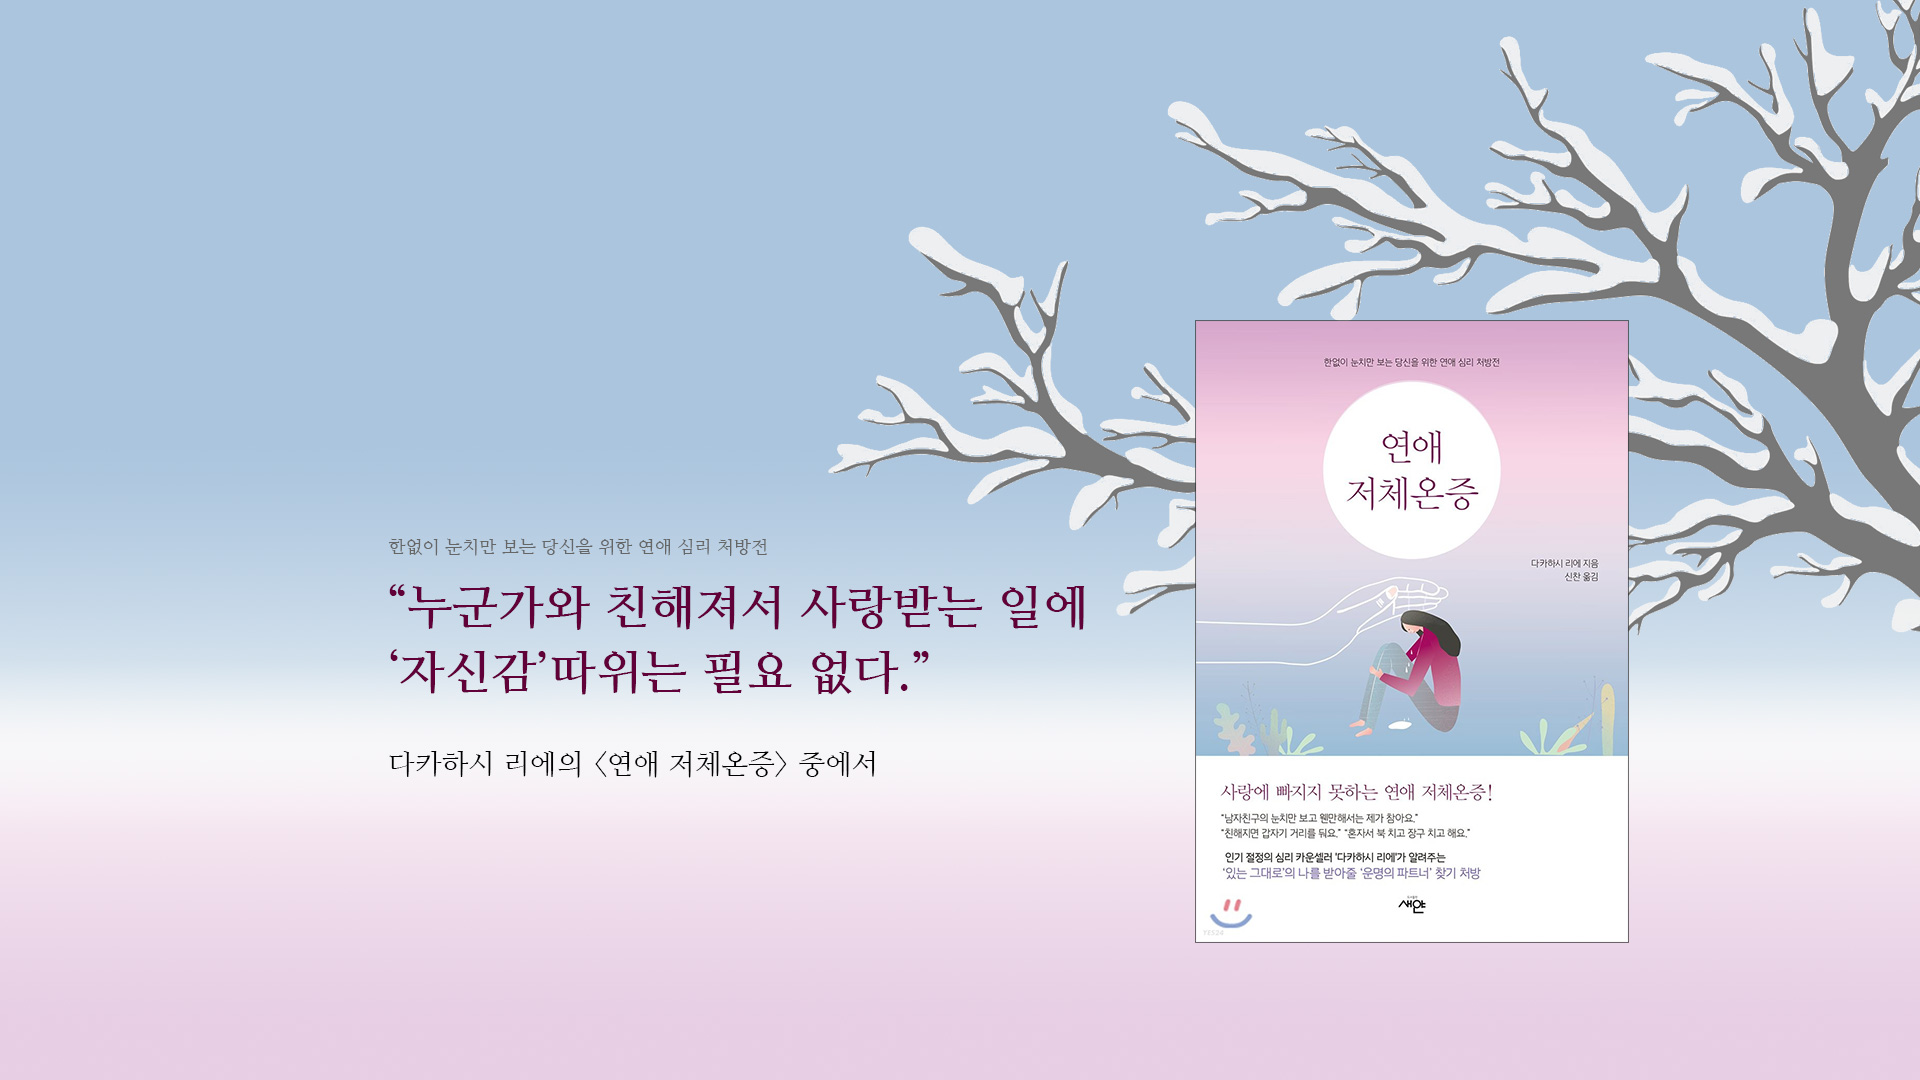 한없이 눈치만 보는 당신을 위한 연애 심리 처방전
“누군가와 친해져서 사랑받는 일에
‘자신감’따위는 필요 없다.”
다카하시 리에의 〈연애 저체온증〉 중에서
한없이 눈치만 보는 당신을 위한 연애 심리 처방전
연애
저체온증
다카하시 리에 지음
신찬 옮김
사랑에 빠지지 못하는 연애 저체온증!
“남자친구의 눈치만 보고 웬만해서는 제가 참아요.”
“친해지면 갑자기 거리를 둬요.” “혼자서 북 치고 장구 치고 해요.”
인기 절정의 심리 카운셀러 ‘다카하시 리에’가 알려주는
‘있는 그대로’의 나를 받아줄 ‘운명의 파트너’ 찾기 처방
새얀
YES24